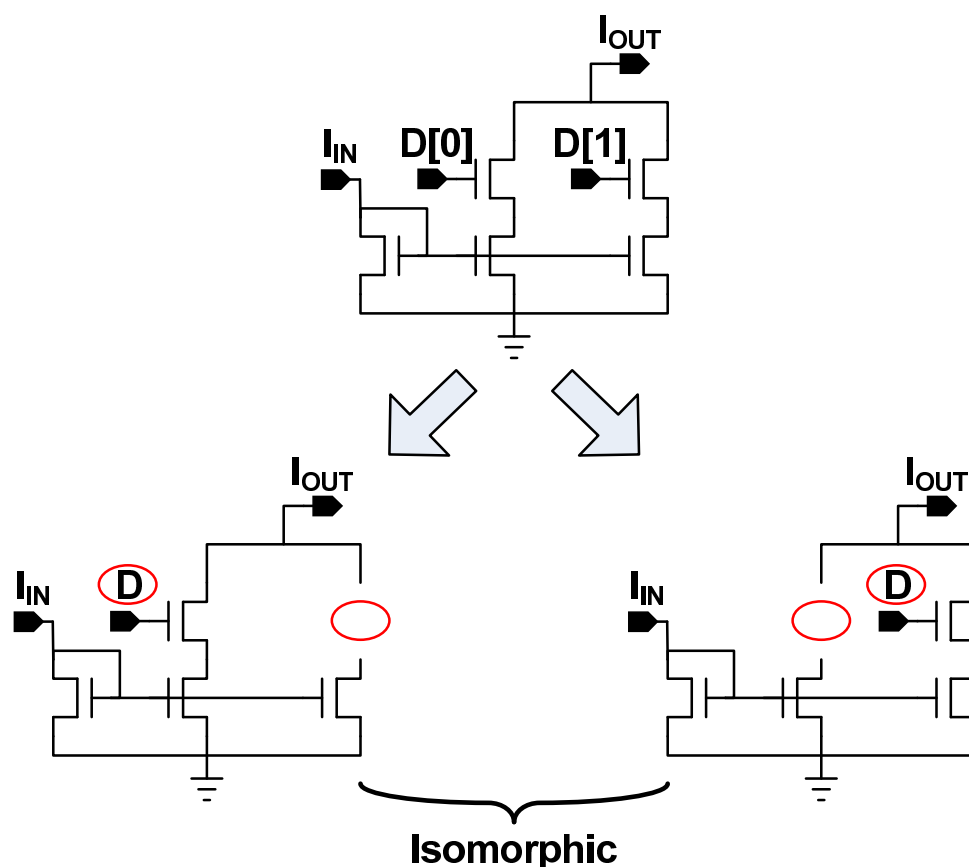 I_OUT
I_IN
D[0]
D[1]
I_OUT
I_OUT
I_IN
D
I_IN
D
Isomorphic